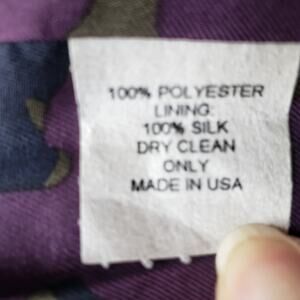 100% POLYESTER
LINING:
100% SILK
DRY CLEAN
ONLY
MADE IN USA